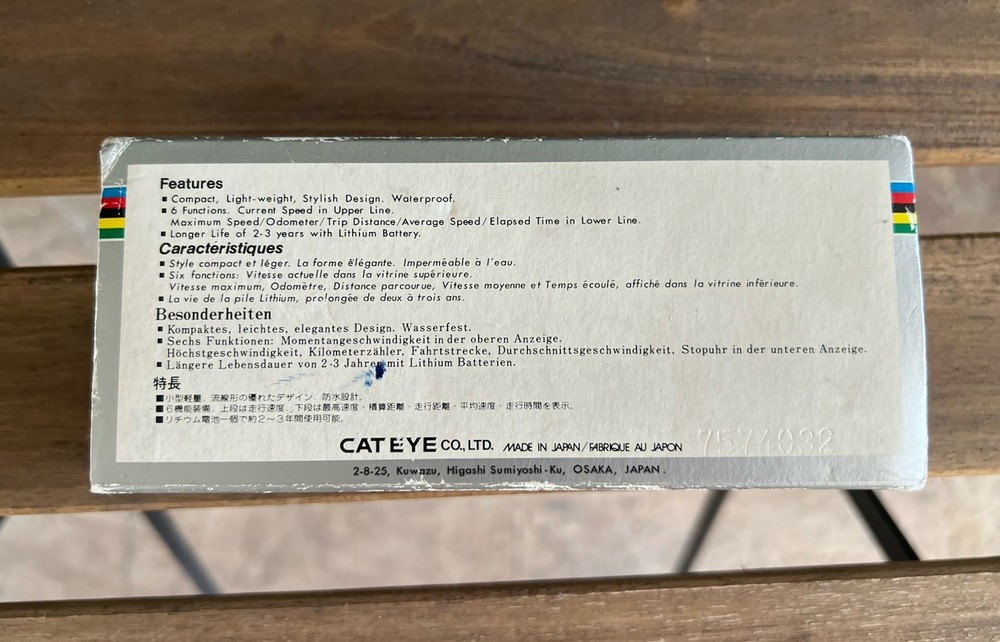 Features
■ Compact, Light-weight, Stylish Design. Waterproof.
■ 6 Functions. Current Speed in Upper Line.
Maximum Speed/Odometer/Trip Distance/Average Speed/Elapsed Time in Lower Line.
■ Longer Life of 2-3 years with Lithium Battery.
Caractéristiques
■ Style compact et léger. La forme élégante. Imperméable à l'eau.
■ Six fonctions: Vitesse actuelle dans la vitrine supérieure.
Vitesse maximum, Odomètre, Distance parcourue, Vitesse moyenne et Temps écoulé, affiché dans la vitrine inférieure.
■ La vie de la pile Lithium, prolongée de deux à trois ans.
Besonderheiten
■ Kompaktes, leichtes, elegantes Design. Wasserfest.
■ Sechs Funktionen: Momentangeschwindigkeit in der oberen Anzeige.
Höchstgeschwindigkeit, Kilometerzähler, Fahrtstrecke, Durchschnittsgeschwindigkeit, Stopuhr in der unteren Anzeige.
■ Längere Lebensdauer von 2-3 Jahren mit Lithium Batterien.
特長
■小型軽量、流線形の優れたデザイン、防水設計。
■6機能装備、上段は走行速度、下段は最高速度・積算距離・走行距離・平均速度・走行時間を表示。
■リチウム電池一個で約2〜3年間使用可能。
CAT EYE CO., LTD. MADE IN JAPAN/FABRIQUE AU JAPON 7574032
2-8-25, Kuwazu, Higashi Sumiyoshi-Ku, OSAKA, JAPAN.